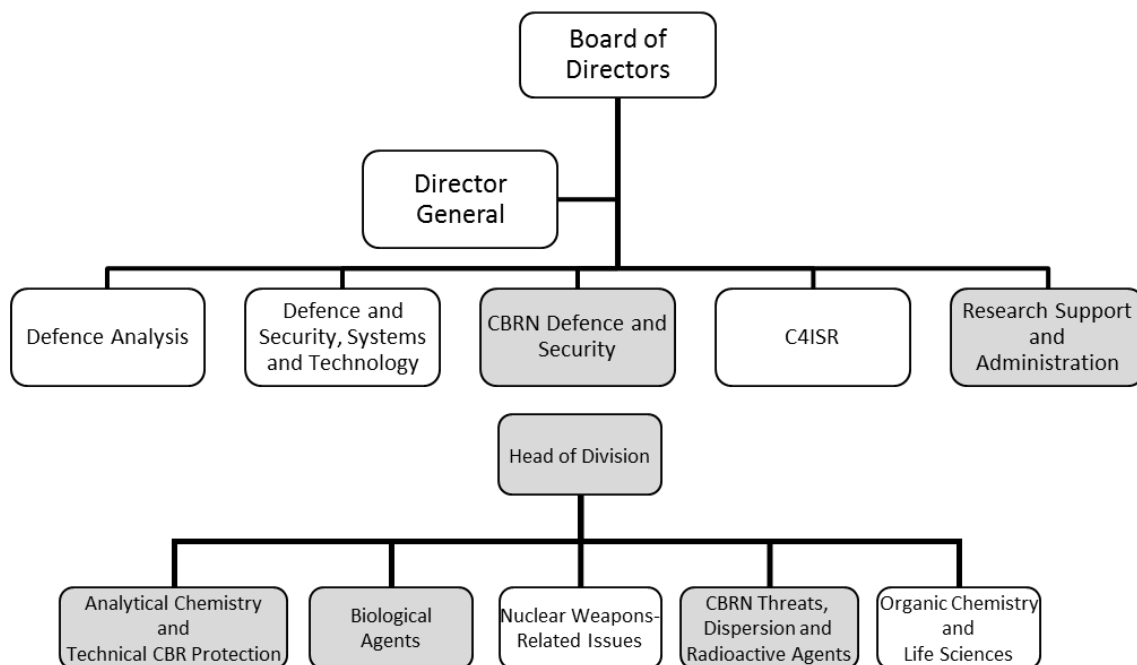 Board of
Directors
Director
General
Defence Analysis
Defence and
Security, Systems
and Technology
CBRN Defence and
Security
C4ISR
Research Support
and
Administration
Head of Division
Analytical Chemistry
and
Technical CBR Protection
Biological
Agents
Nuclear Weapons-
Related Issues
CBRN Threats,
Dispersion and
Radioactive Agents
Organic Chemistry
and
Life Sciences